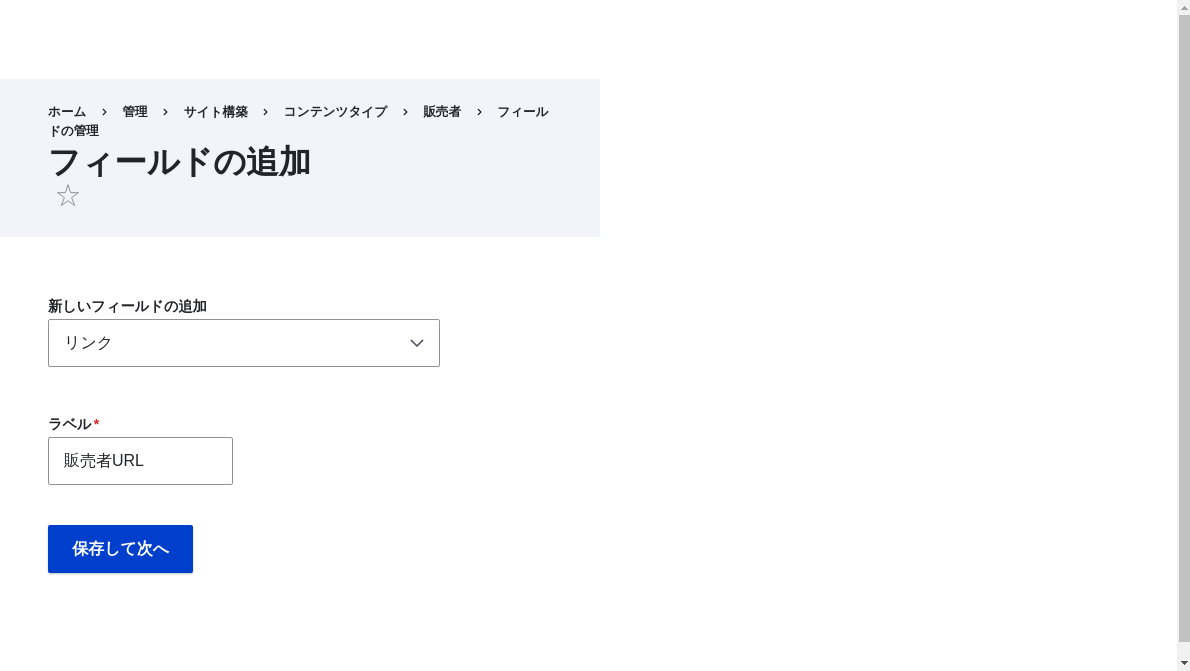 ホーム › 管理 › サイト構築 › コンテンツタイプ › 販売者 › フィール
ドの管理
フィールドの追加
新しいフィールドの追加
リンク
ラベル*
販売者URL
保存して次へ